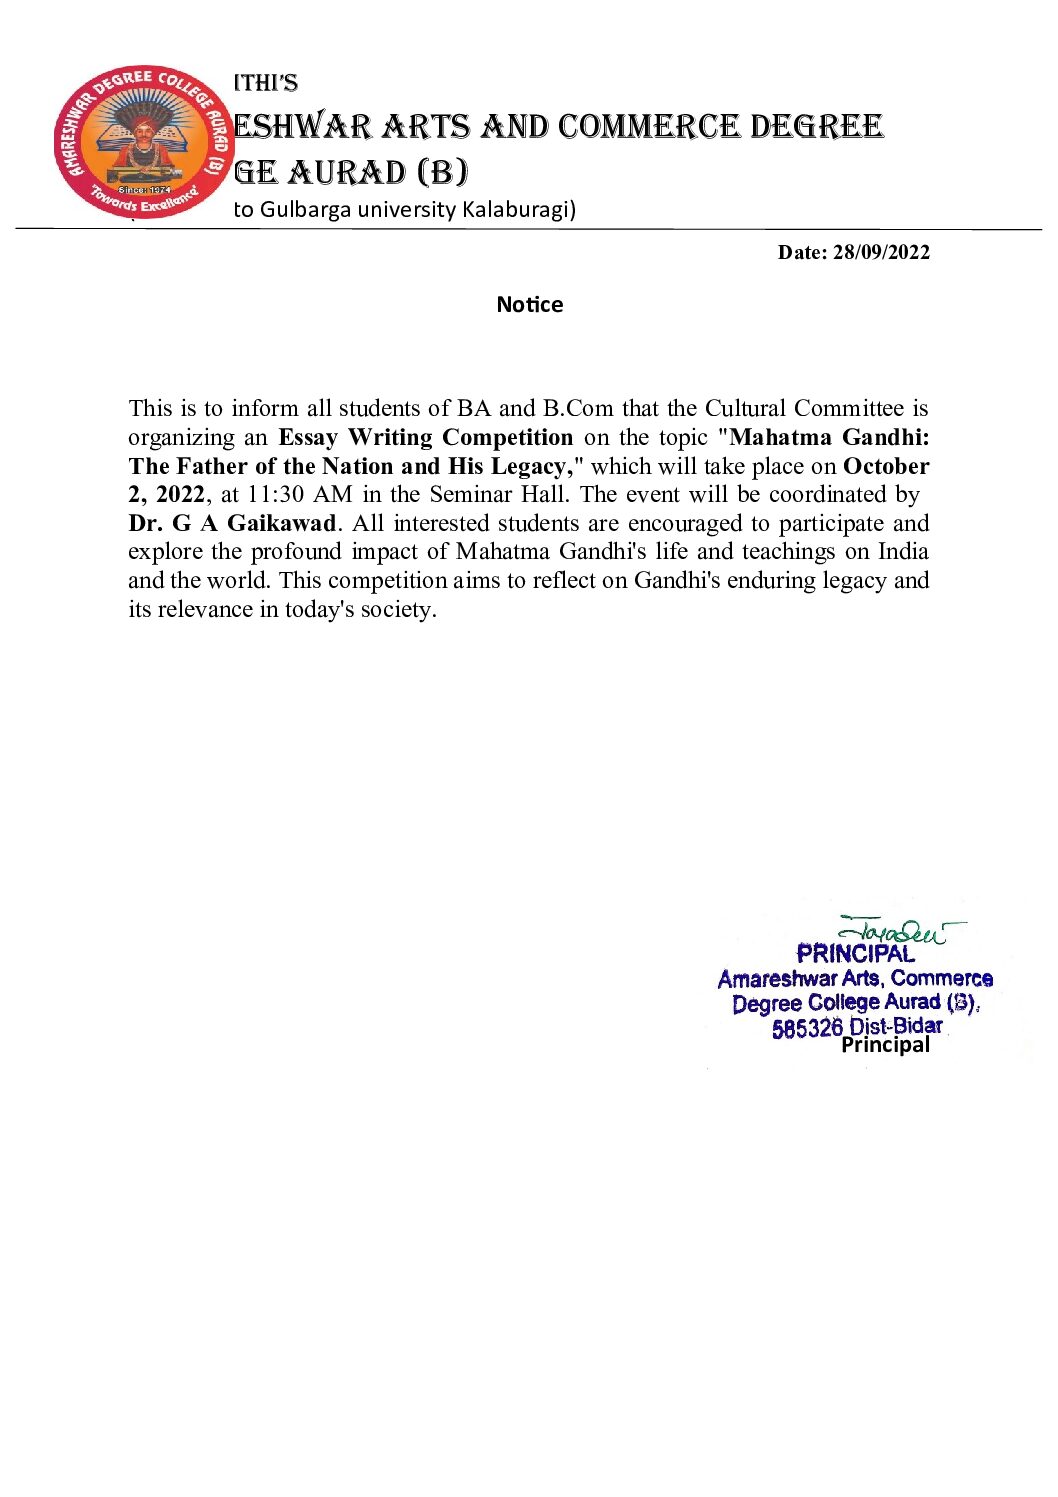 AMARESHWAR DEGREE COLLEGE AURAD (B)
Since 1974
"Towards Excellence"
ITHI'S
ESHWAR ARTS AND COMMERCE DEGREE
GE AURAD (B)
to Gulbarga university Kalaburagi)
Date: 28/09/2022
Notice
This is to inform all students of BA and B.Com that the Cultural Committee is
organizing an Essay Writing Competition on the topic "Mahatma Gandhi:
The Father of the Nation and His Legacy," which will take place on October
2, 2022, at 11:30 AM in the Seminar Hall. The event will be coordinated by
Dr. G A Gaikawad. All interested students are encouraged to participate and
explore the profound impact of Mahatma Gandhi's life and teachings on India
and the world. This competition aims to reflect on Gandhi's enduring legacy and
its relevance in today's society.
PRINCIPAL
Amareshwar Arts, Commerce
Degree College Aurad (B).
585326 Dist-Bidar
Principal